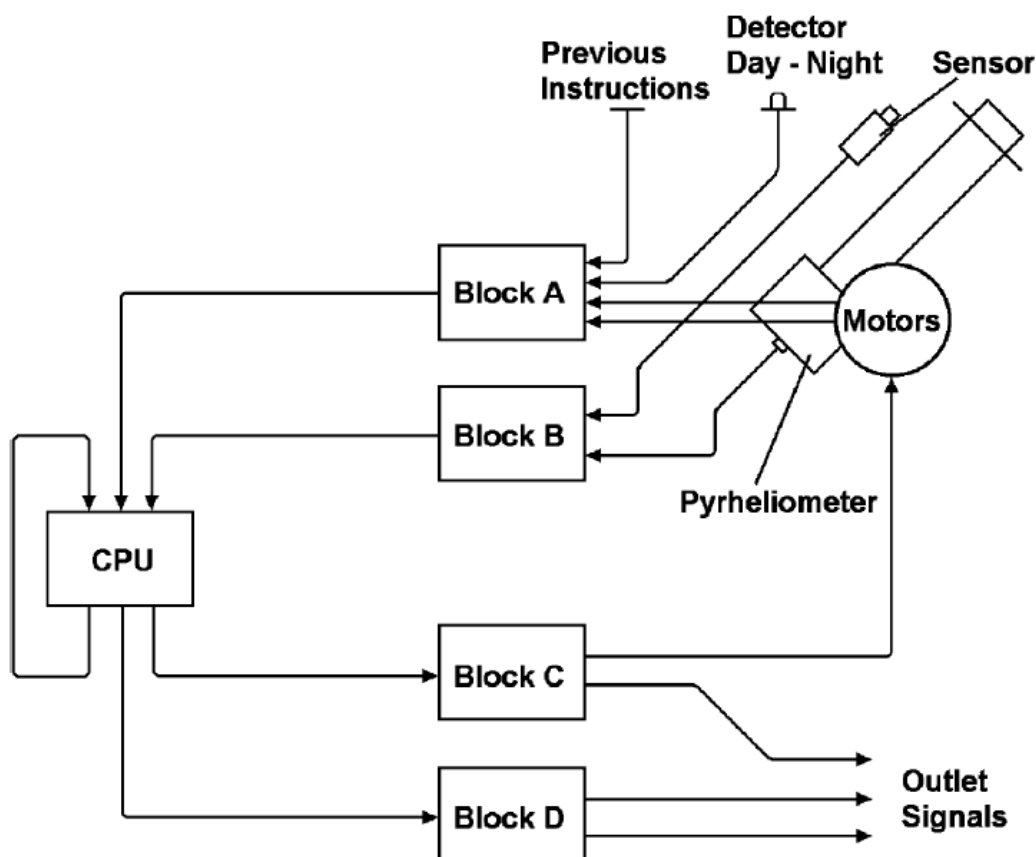 Previous
Instructions
Detector
Day - Night
Sensor
Block A
Motors
Block B
Pyrheliometer
CPU
Block C
Block D
Outlet
Signals